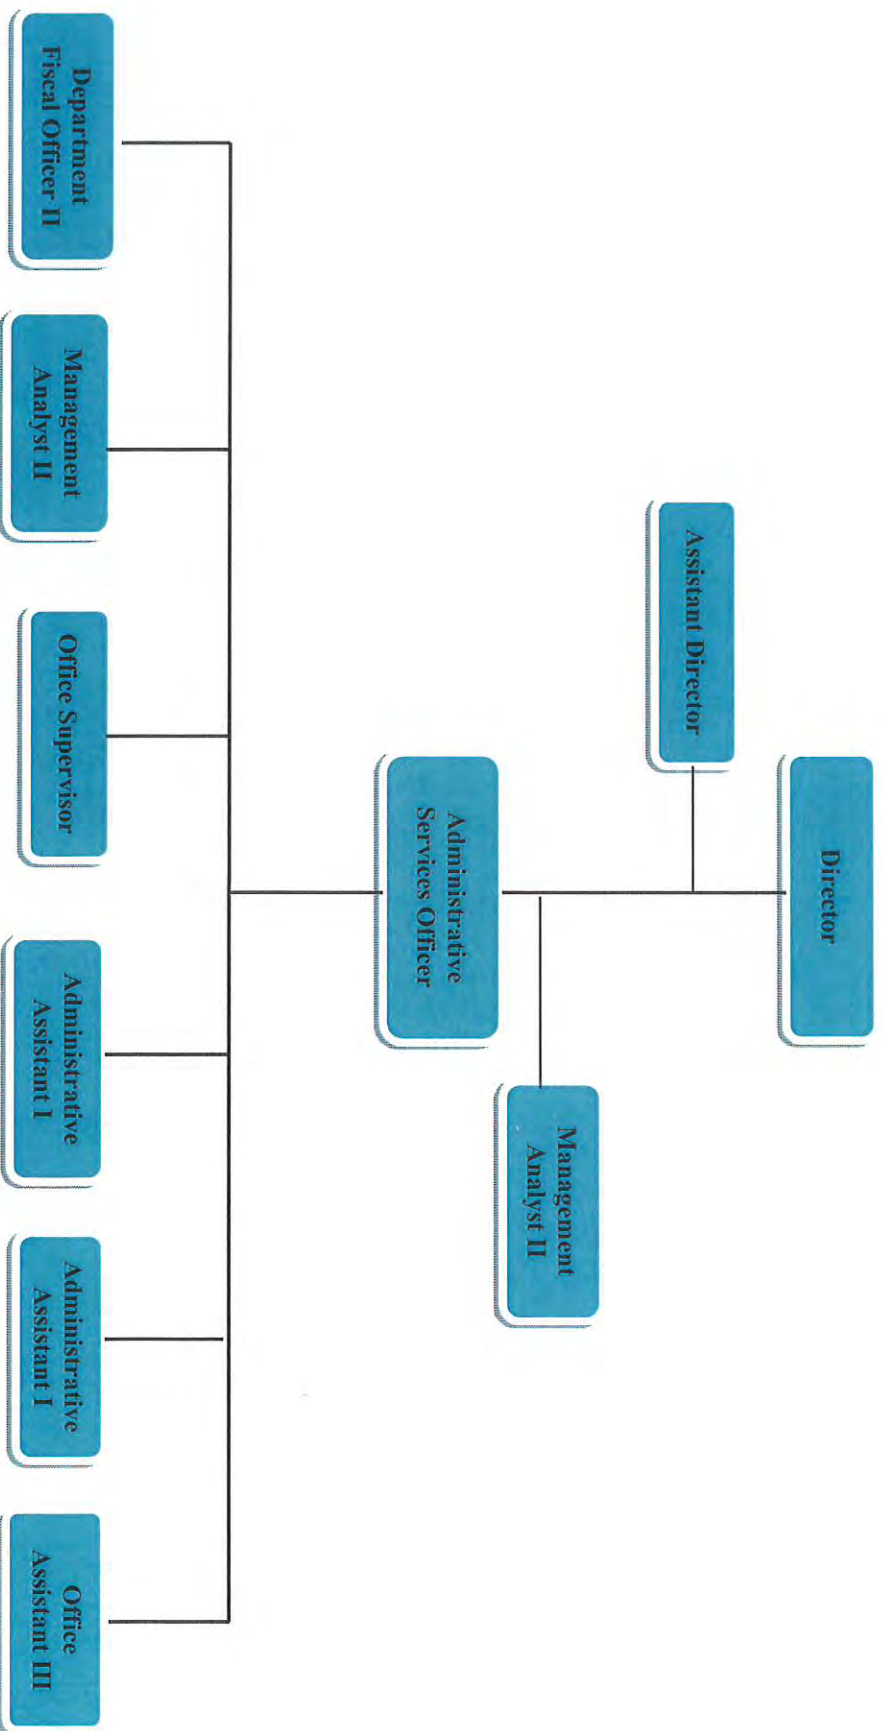 Director
Assistant Director
Management
Analyst II
Administrative
Services Officer
Department
Fiscal Officer II
Management
Analyst II
Office Supervisor
Administrative
Assistant I
Administrative
Assistant I
Office
Assistant III